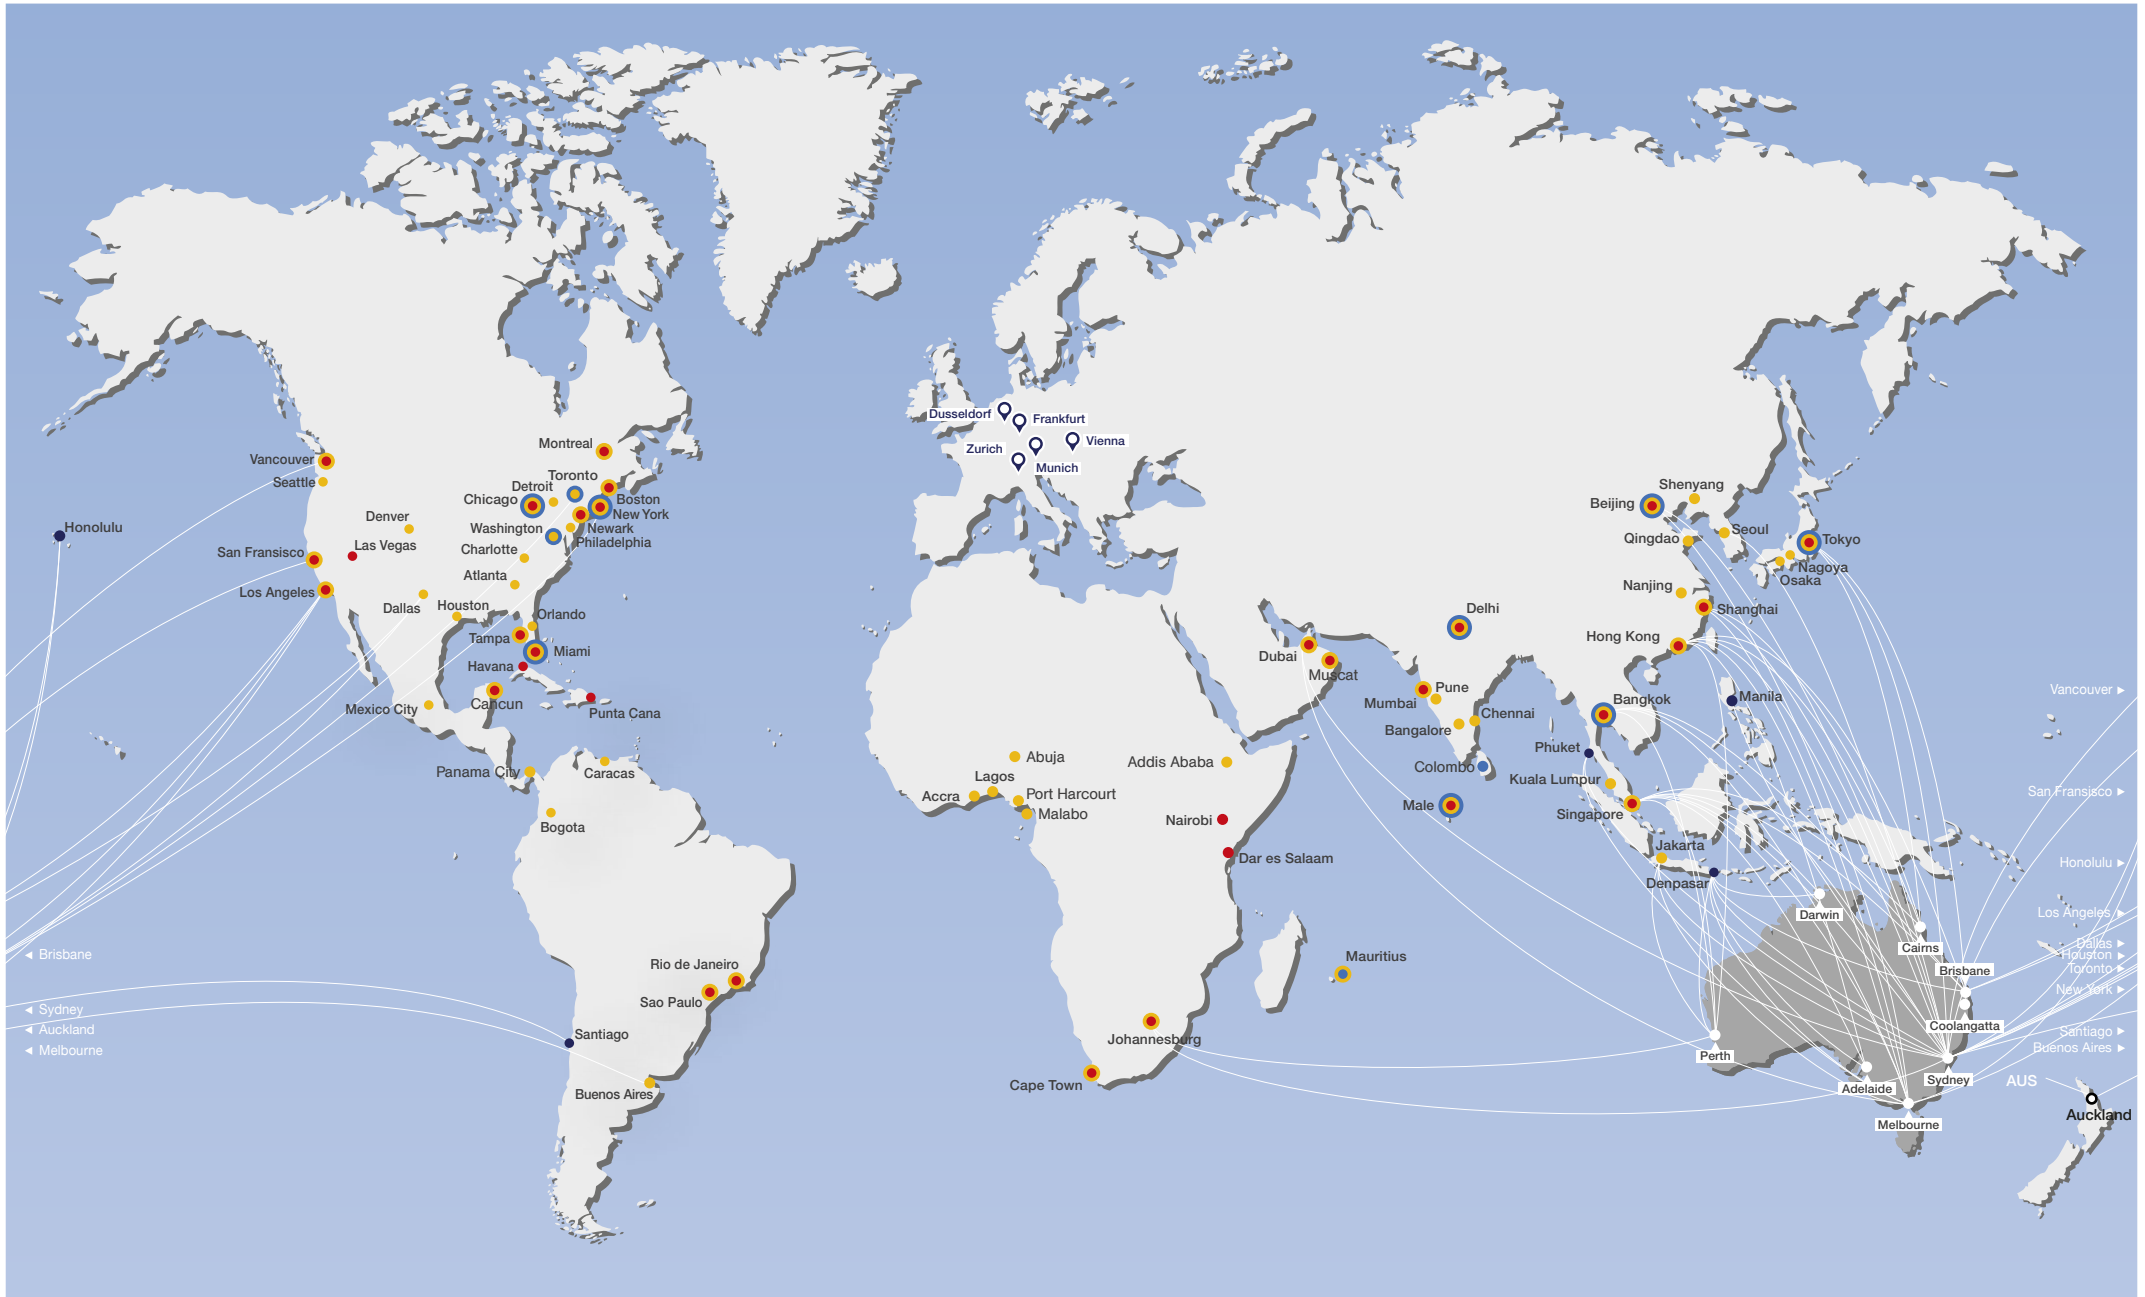 Dusseldorf
Frankfurt
Zurich
Vienna
Munich
Montreal
Vancouver
Seattle
Toronto
Detroit
Chicago
Boston
New York
Shenyang
Beijing
Honolulu
Denver
Washington
Newark
Philadelphia
Seoul
Qingdao
Tokyo
San Fransisco
Las Vegas
Charlotte
Nagoya
Osaka
Atlanta
Los Angeles
Nanjing
Dallas
Houston
Orlando
Delhi
Shanghai
Tampa
Miami
Hong Kong
Havana
Dubai
Muscat
Vancouver ►
Mexico City
Cancun
Punta Cana
Mumbai
Pune
Bangkok
Manila
Bangalore
Chennai
Phuket
Panama City
Caracas
Abuja
Addis Ababa
Colombo
Lagos
Kuala Lumpur
San Fransisco ►
Accra
Port Harcourt
Malabo
Male
Singapore
Bogota
Nairobi
Jakarta
Dar es Salaam
Honolulu ►
Denpasar
Darwin
Los Angeles ►
◄ Brisbane
Rio de Janeiro
Mauritius
Cairns
Dallas ►
Houston ►
Toronto ►
Brisbane
New York ►
Sao Paulo
◄ Sydney
◄ Auckland
Santiago
Johannesburg
Coolangatta
Santiago ►
◄ Melbourne
Perth
Buenos Aires ►
Cape Town
Buenos Aires
Adelaide
Sydney
AUS
Auckland
Melbourne